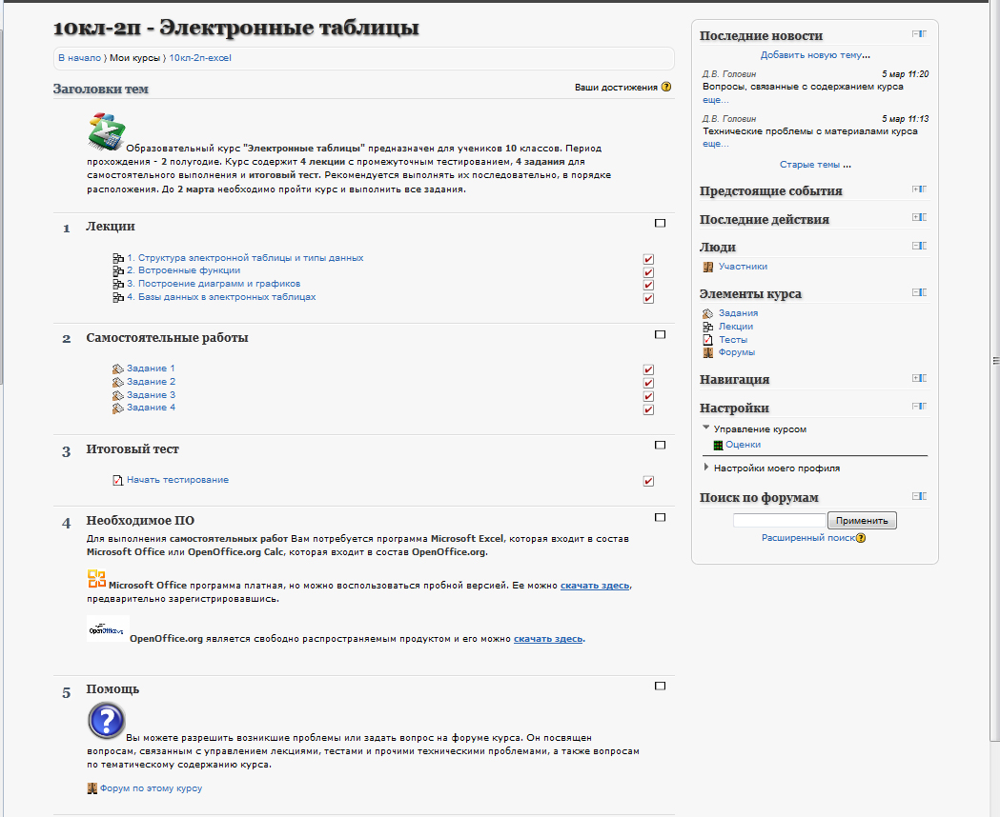 10кл-2п - Электронные таблицы
В начало ⟩ Мои курсы ⟩ 10кл-2п-excel
Заголовки тем
Ваши достижения
Образовательный курс "Электронные таблицы" предназначен для учеников 10 классов. Период
прохождения - 2 полугодие. Курс содержит 4 лекции с промежуточным тестированием, 4 задания для
самостоятельного выполнения и итоговый тест. Рекомендуется выполнять их последовательно, в порядке
расположения. До 2 марта необходимо пройти курс и выполнить все задания.
1 Лекции
1. Структура электронной таблицы и типы данных
2. Встроенные функции
3. Построение диаграмм и графиков
4. Базы данных в электронных таблицах
2 Самостоятельные работы
Задание 1
Задание 2
Задание 3
Задание 4
3 Итоговый тест
Начать тестирование
4 Необходимое ПО
Для выполнения самостоятельных работ Вам потребуется программа Microsoft Excel, которая входит в состав
Microsoft Office или OpenOffice.org Calc, которая входит в состав OpenOffice.org.
Microsoft Office программа платная, но можно воспользоваться пробной версией. Ее можно скачать здесь,
предварительно зарегистрировавшись.
OpenOffice.org является свободно распространяемым продуктом и его можно скачать здесь.
5 Помощь
Вы можете разрешить возникшие проблемы или задать вопрос на форуме курса. Он посвящен
вопросам, связанным с управлением лекциями, тестами и прочими техническими проблемами, а также вопросам
по тематическому содержанию курса.
Форум по этому курсу
Последние новости
Добавить новую тему...
Д.В. Головин 5 мар 11:20
Вопросы, связанные с содержанием курса
еще...
Д.В. Головин 5 мар 11:13
Технические проблемы с материалами курса
еще...
Старые темы ...
Предстоящие события
Последние действия
Люди
Участники
Элементы курса
Задания
Лекции
Тесты
Форумы
Навигация
Настройки
Управление курсом
Оценки
Настройки моего профиля
Поиск по форумам
Применить
Расширенный поиск